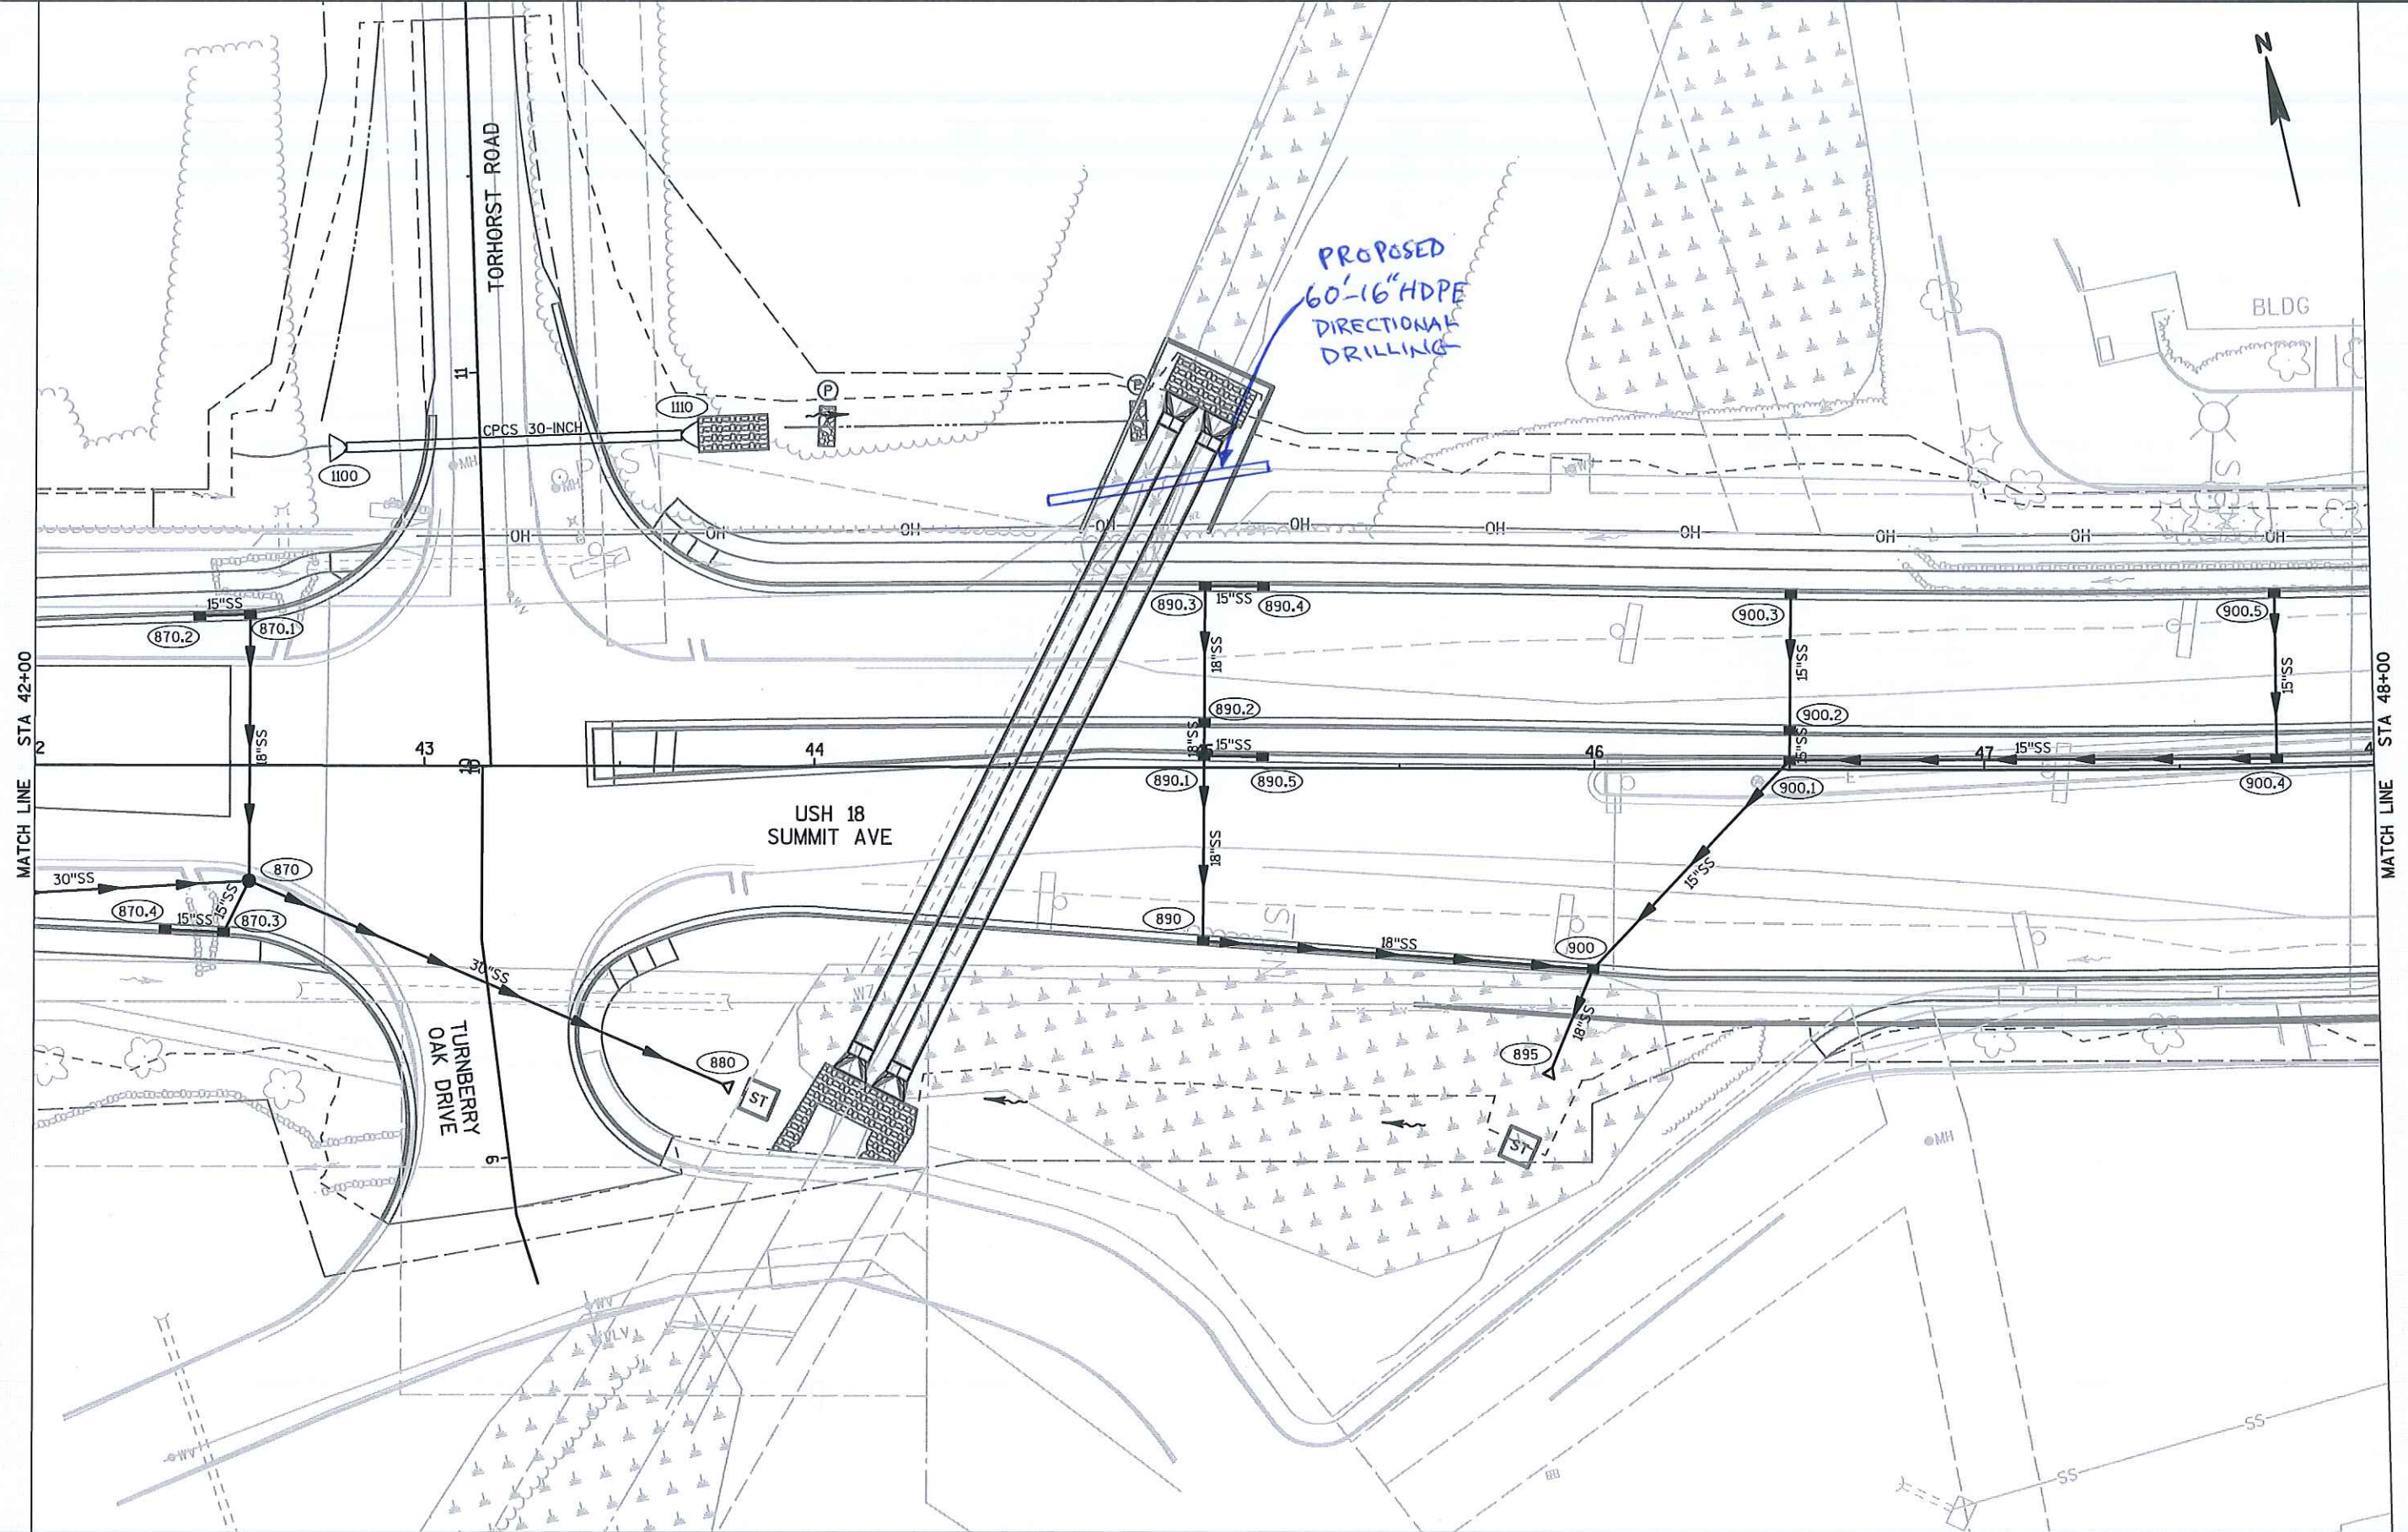 N
TORHORST ROAD
PROPOSED
60'-16" HDPE
DIRECTIONAL
DRILLING
BLDG
11
P
P
1110
CPCS 30-INCH
1100
MH
MH
OH
OH
OH
OH
OH
OH
OH
OH
OH
OH
15"SS
870.2
870.1
890.3
15"SS
890.4
900.3
900.5
18"SS
15"SS
15"SS
MATCH LINE STA 42+00
MATCH LINE STA 48+00
18"SS
890.2
900.2
2
43
44
18"SS
15"SS
46
15"SS
47
15"SS
4
10
890.1
890.5
900.1
900.4
E
USH 18
SUMMIT AVE
18"SS
15"SS
30"SS
870
15"SS
870.4
15"SS
870.3
890
18"SS
900
30"SS
18"SS
TURNBERRY
OAK DRIVE
880
ST
895
ST
9
MH
WV
WV
SS
SS